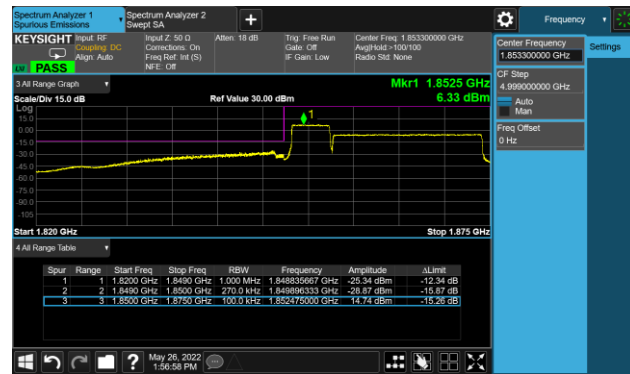 Spectrum Analyzer 1
Spurious Emissions
Spectrum Analyzer 2
Swept SA
+
Frequency
KEYSIGHT
Input: RF
Coupling: DC
Align: Auto
Input Z: 50 Ω
Corrections: On
Freq Ref: Int (S)
NFE: Off
Atten: 18 dB
Trig: Free Run
Gate: Off
IF Gain: Low
Center Freq: 1.853300000 GHz
Avg|Hold:>100/100
Radio Std: None
LM PASS
Center Frequency
1.853300000 GHz
Settings
CF Step
4.999000000 GHz
Auto
Man
Freq Offset
0 Hz
3 All Range Graph
Mkr1 1.8525 GHz
Scale/Div 15.0 dB
Ref Value 30.00 dBm
6.33 dBm
Log
15.0
0.00
-15.0
-30.0
-45.0
-60.0
-75.0
-90.0
-105
1
Start 1.820 GHz
Stop 1.875 GHz
4 All Range Table
Spur Range Start Freq Stop Freq RBW Frequency Amplitude ΔLimit
1 1 1.8200 GHz 1.8490 GHz 1.000 MHz 1.848835667 GHz -25.34 dBm -12.34 dB
2 2 1.8490 GHz 1.8500 GHz 270.0 kHz 1.849896333 GHz -28.87 dBm -15.87 dB
3 3 1.8500 GHz 1.8750 GHz 100.0 kHz 1.852475000 GHz 14.74 dBm -15.26 dB
?
May 26, 2022
1:56:58 PM